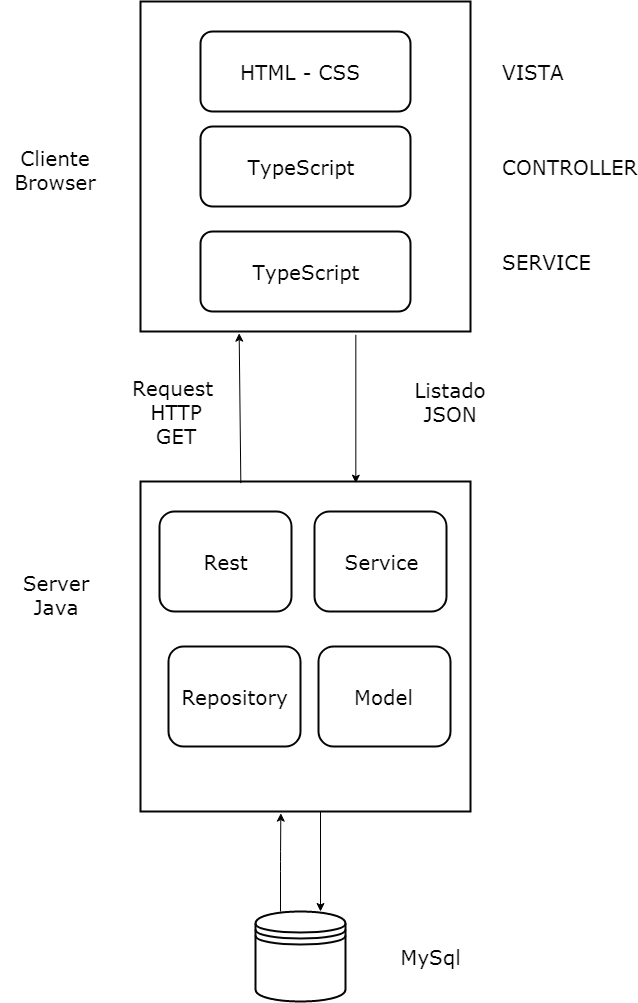 HTML - CSS
VISTA
Cliente
Browser
TypeScript
CONTROLLER
TypeScript
SERVICE
Request
HTTP
GET
Listado
JSON
Rest
Service
Server
Java
Repository
Model
MySql